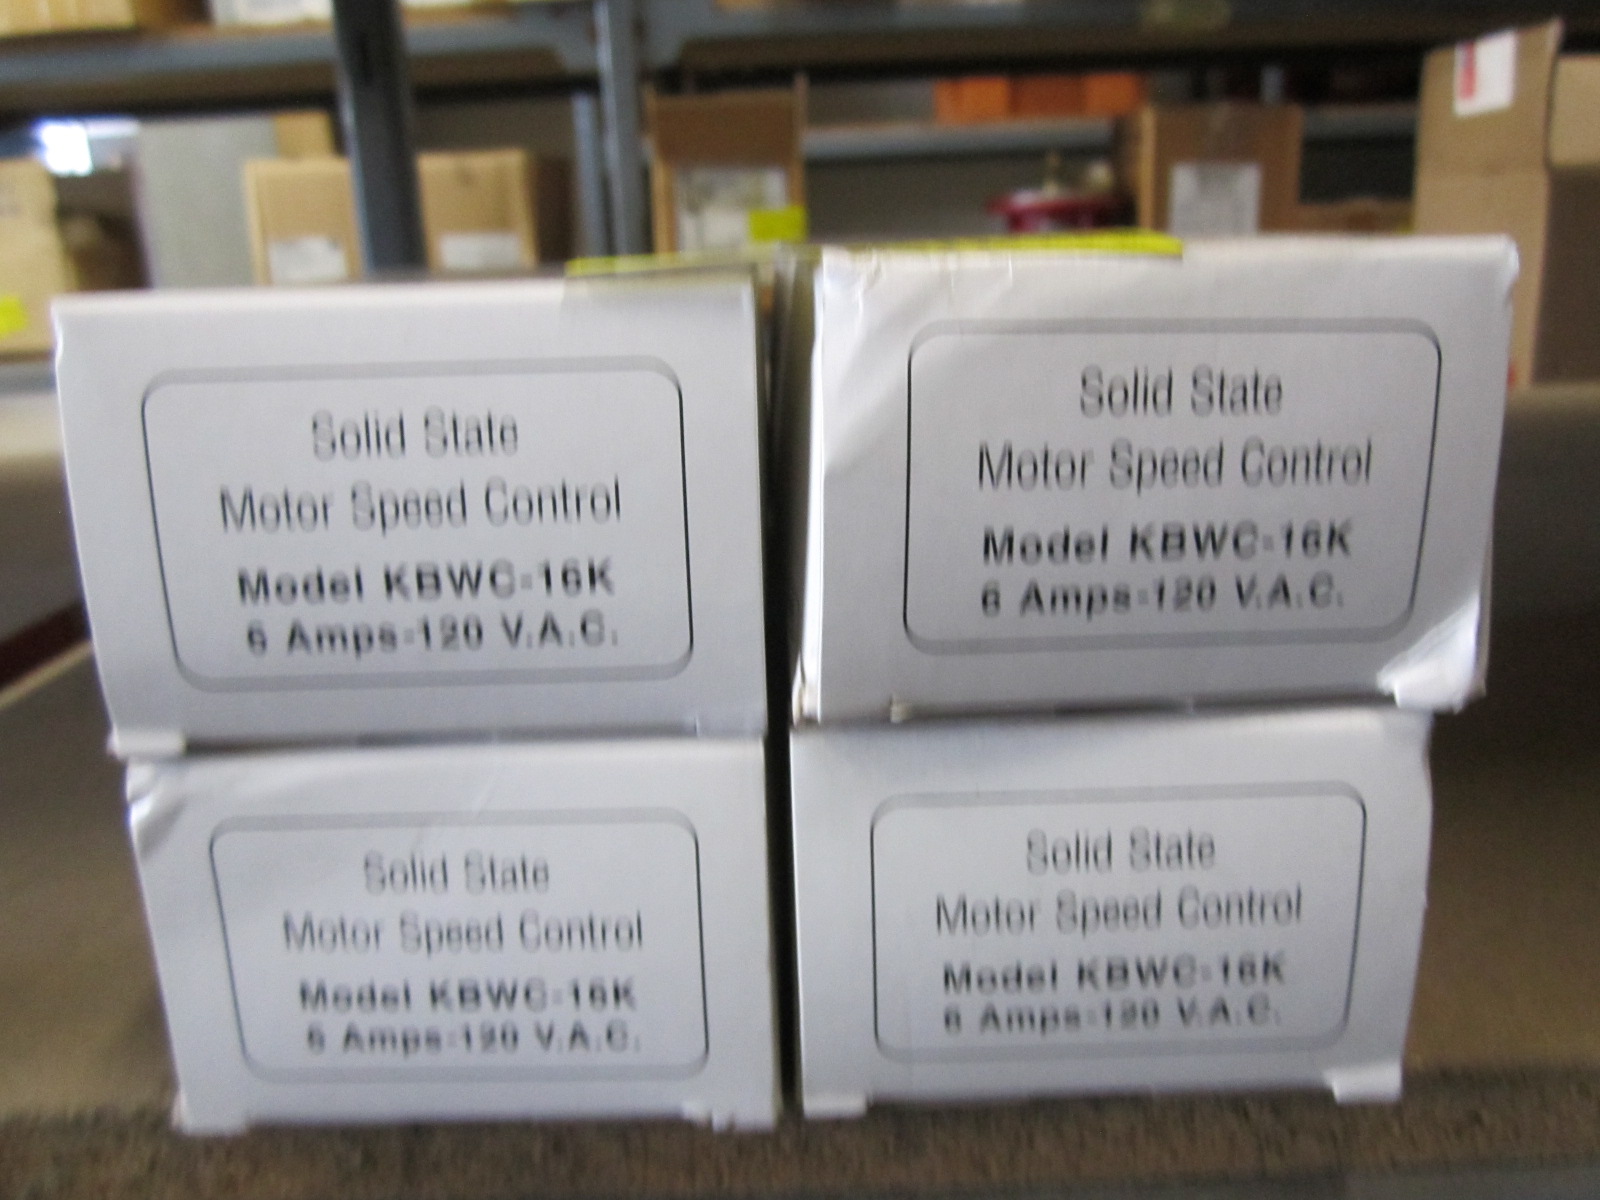 Solid State
Motor Speed Control
Model KBWC-16K
6 Amps-120 V.A.C.
Solid State
Motor Speed Control
Model KBWC-16K
6 Amps-120 V.A.C.
Solid State
Motor Speed Control
Model KBWC-16K
6 Amps-120 V.A.C.
Solid State
Motor Speed Control
Model KBWC-16K
6 Amps-120 V.A.C.